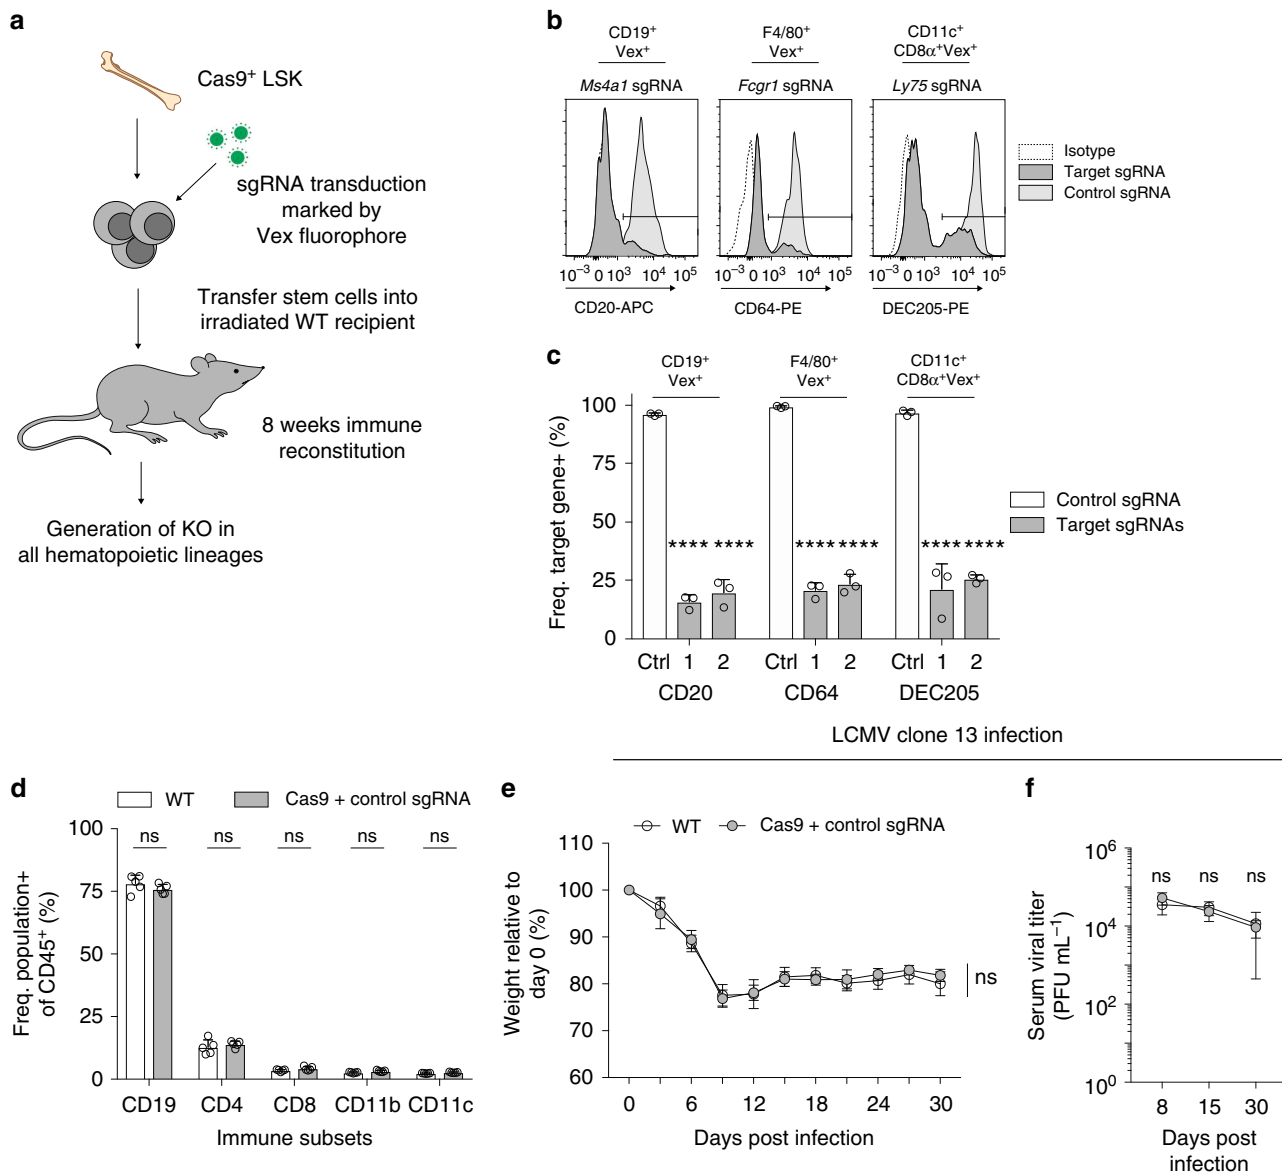 a
Cas9⁺ LSK
sgRNA transduction
marked by
Vex fluorophore
Transfer stem cells into
irradiated WT recipient
8 weeks immune
reconstitution
Generation of KO in
all hematopoietic lineages
b
CD19⁺
Vex⁺
F4/80⁺
Vex⁺
CD11c⁺
CD8α⁺Vex⁺
Ms4a1 sgRNA
Fcgr1 sgRNA
Ly75 sgRNA
Isotype
Target sgRNA
Control sgRNA
10⁻³ 0 10³ 10⁴ 10⁵
10⁻³ 0 10³ 10⁴ 10⁵
10⁻³ 0 10³ 10⁴ 10⁵
CD20-APC
CD64-PE
DEC205-PE
c
CD19⁺
Vex⁺
F4/80⁺
Vex⁺
CD11c⁺
CD8α⁺Vex⁺
Freq. target gene+ (%)
100
75
50
25
0
**** ****
**** ****
**** ****
Control sgRNA
Target sgRNAs
Ctrl 1 2
Ctrl 1 2
Ctrl 1 2
CD20
CD64
DEC205
LCMV clone 13 infection
d
WT
Cas9 + control sgRNA
Freq. population+
of CD45⁺ (%)
100
75
50
25
0
ns ns ns ns ns
CD19 CD4 CD8 CD11b CD11c
Immune subsets
e
WT
Cas9 + control sgRNA
Weight relative to
day 0 (%)
110
100
90
80
70
60
ns
0 6 12 18 24 30
Days post infection
f
Serum viral titer
(PFU mL⁻¹)
10⁶
10⁴
10²
10⁰
ns ns ns
8 15 30
Days post
infection